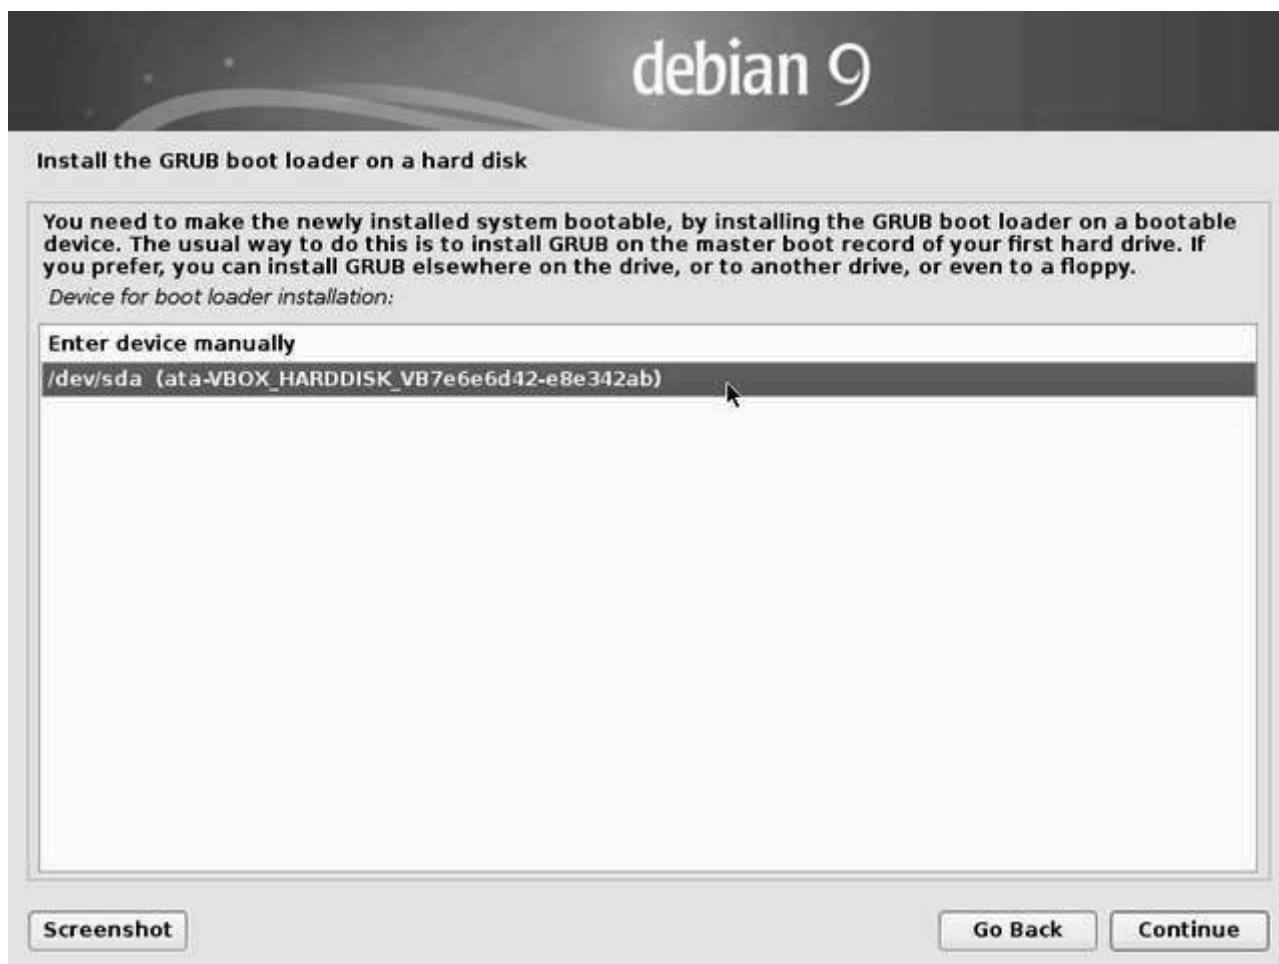 debian 9
Install the GRUB boot loader on a hard disk
You need to make the newly installed system bootable, by installing the GRUB boot loader on a bootable
device. The usual way to do this is to install GRUB on the master boot record of your first hard drive. If
you prefer, you can install GRUB elsewhere on the drive, or to another drive, or even to a floppy.
Device for boot loader installation:
Enter device manually
/dev/sda (ata-VBOX_HARDDISK_VB7e6e6d42-e8e342ab)
Screenshot Go Back Continue